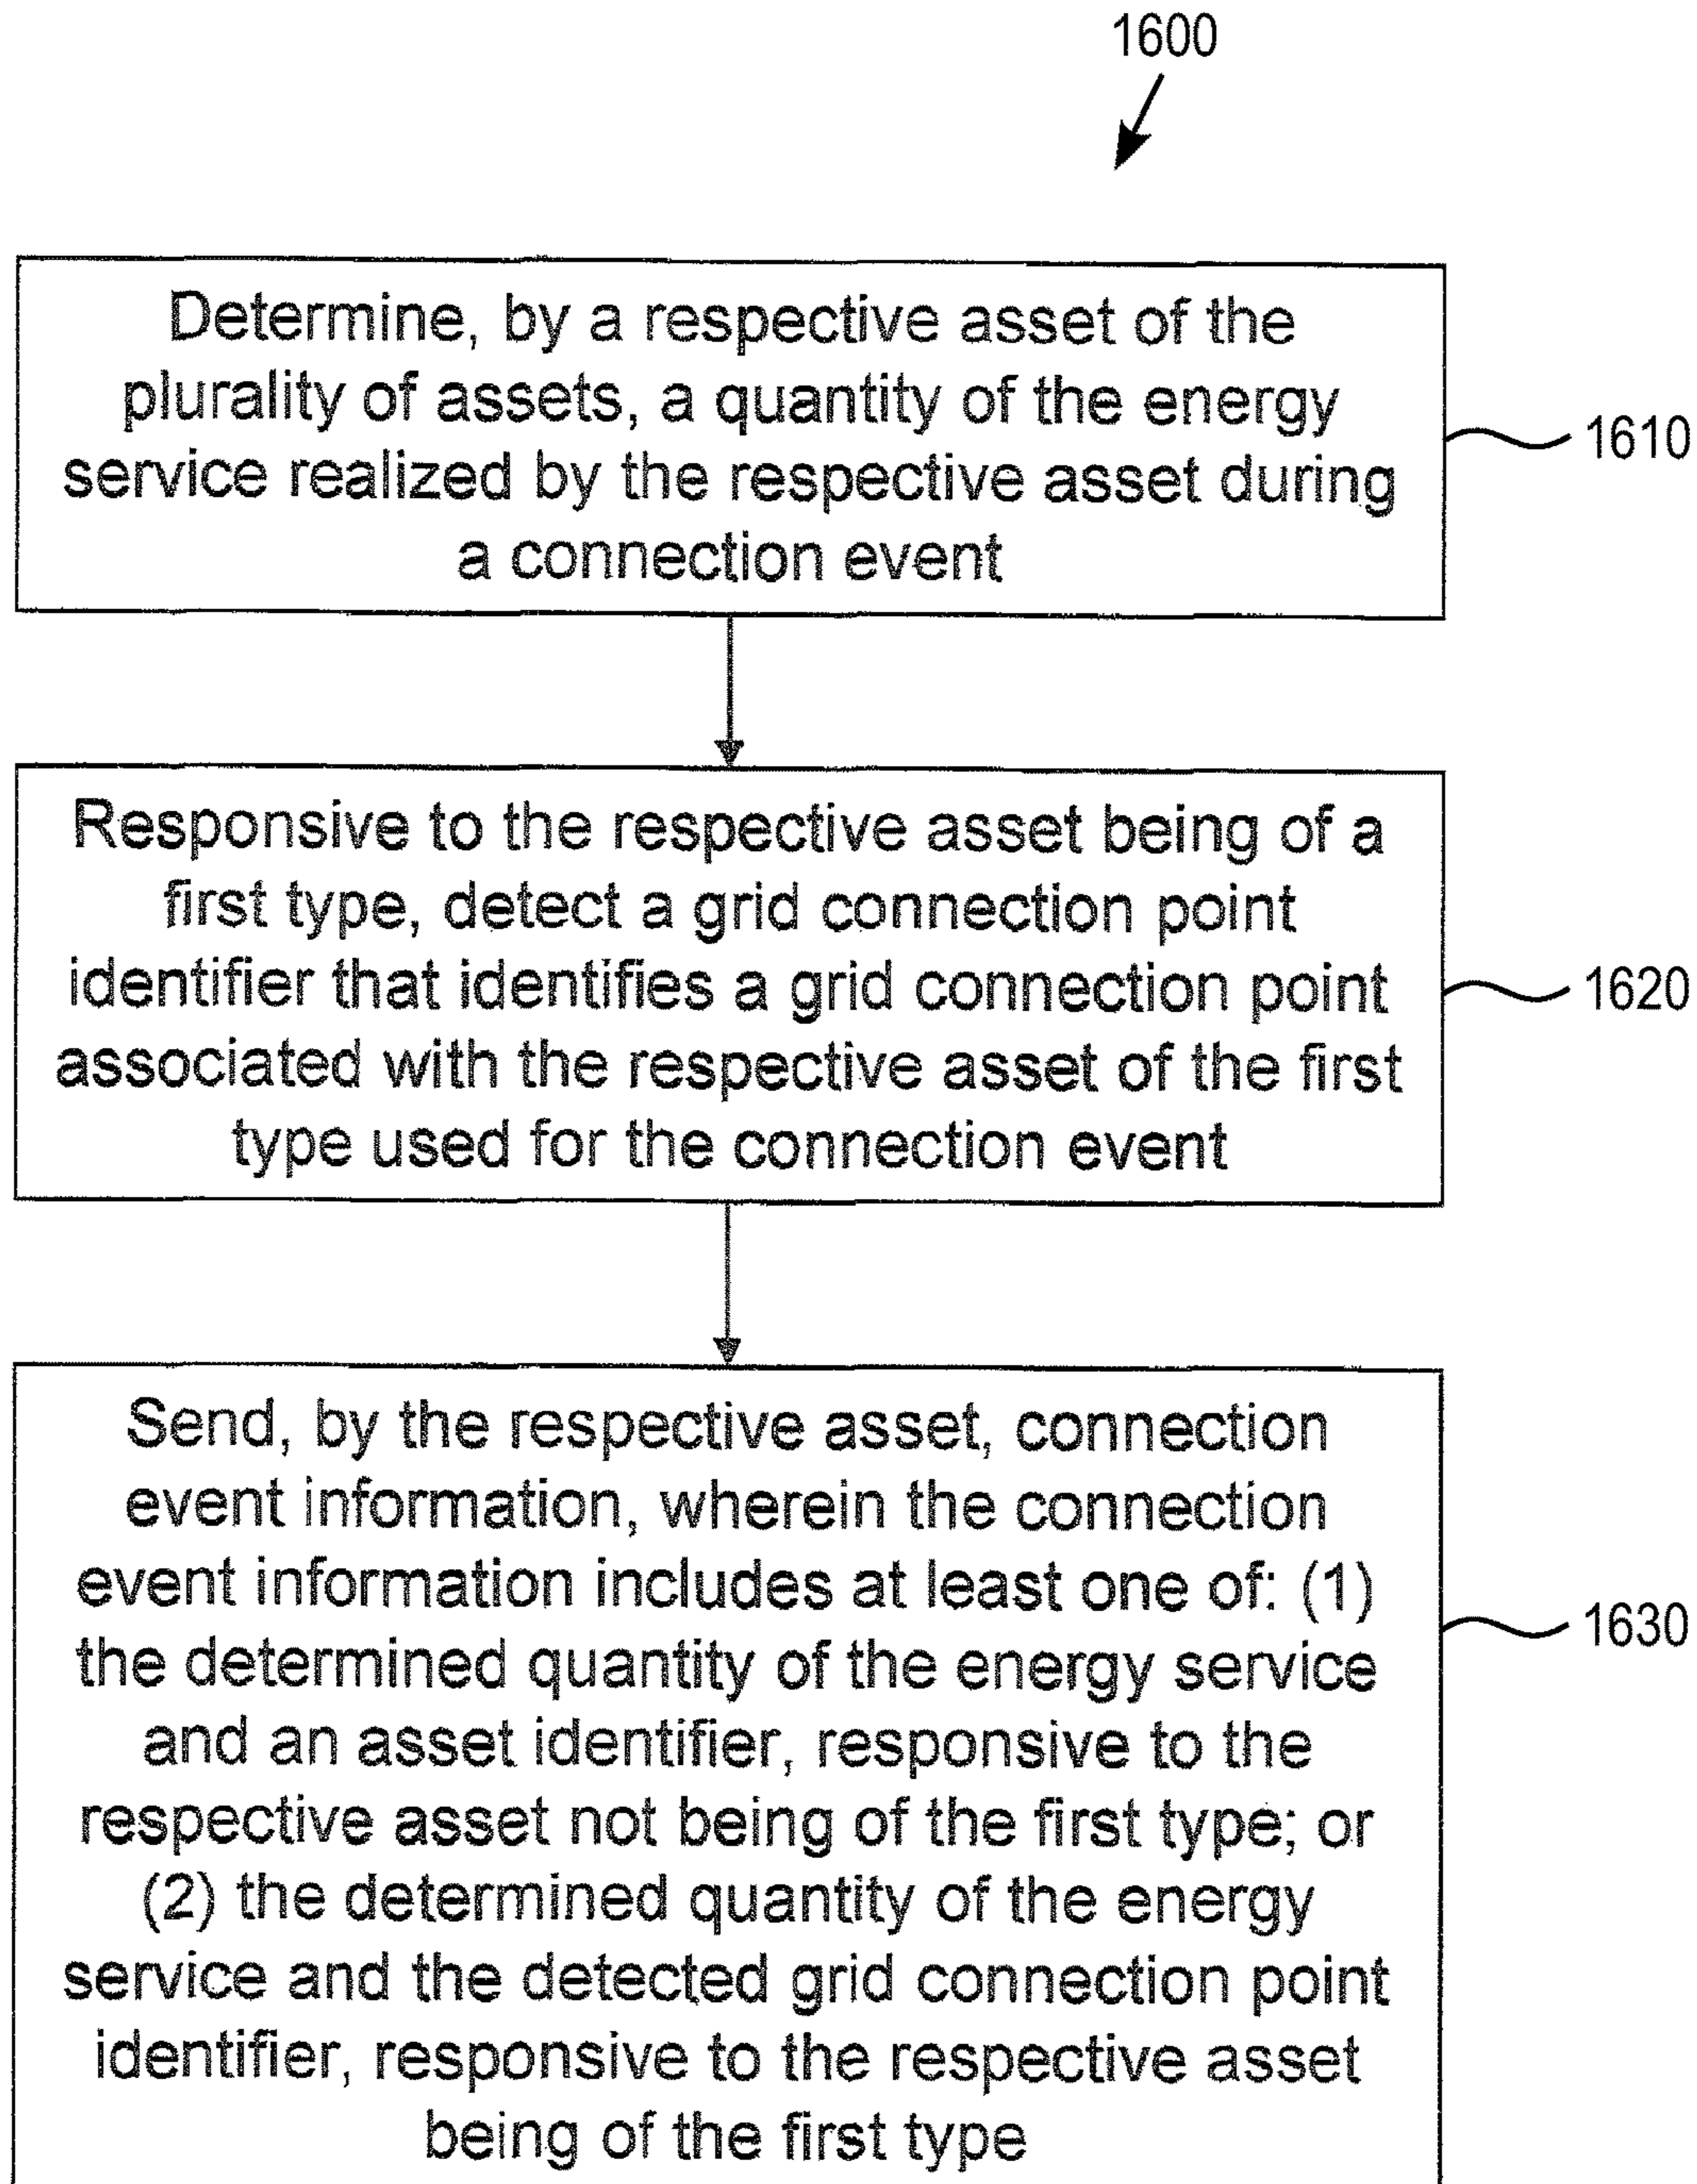 1600
Determine, by a respective asset of the
plurality of assets, a quantity of the energy
service realized by the respective asset during
a connection event
1610
Responsive to the respective asset being of a
first type, detect a grid connection point
identifier that identifies a grid connection point
associated with the respective asset of the first
type used for the connection event
1620
Send, by the respective asset, connection
event information, wherein the connection
event information includes at least one of: (1)
the determined quantity of the energy service
and an asset identifier, responsive to the
respective asset not being of the first type; or
(2) the determined quantity of the energy
service and the detected grid connection point
identifier, responsive to the respective asset
being of the first type
1630